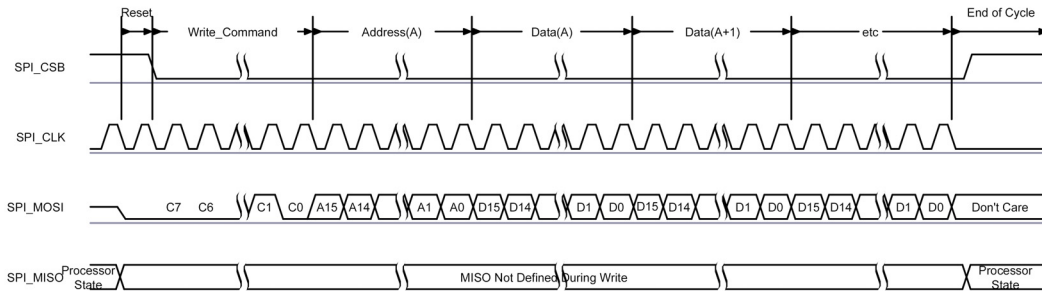 Reset
End of Cycle
Write_Command
Address(A)
Data(A)
Data(A+1)
etc
SPI_CSB
SPI_CLK
SPI_MOSI
C7 C6 C1 C0 A15 A14 A1 A0 D15 D14 D1 D0 D15 D14 D1 D0 D15 D14 D1 D0 Don't Care
SPI_MISO
Processor
State
MISO Not Defined During Write
Processor
State